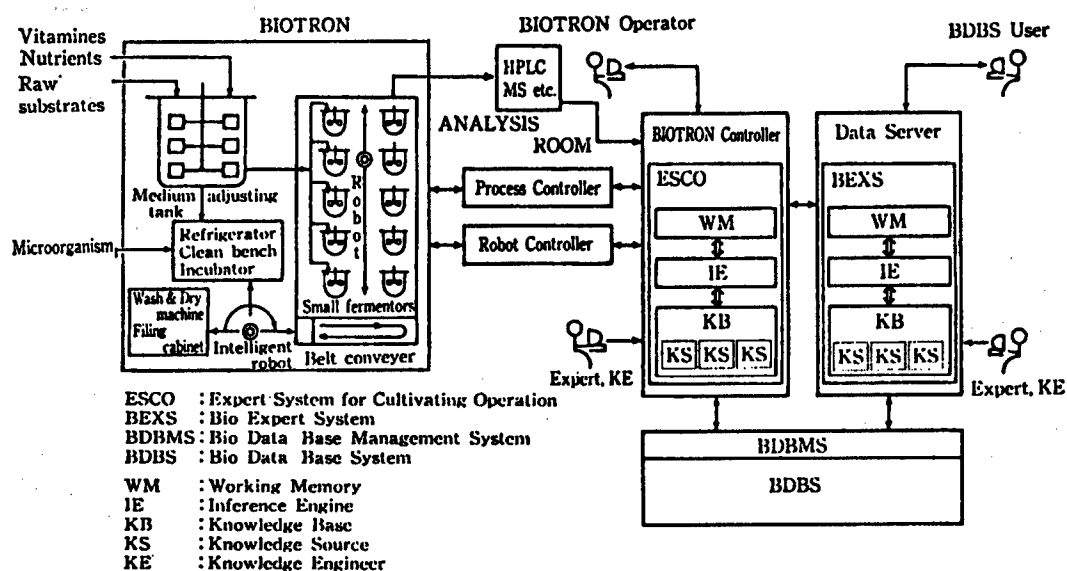 BIOTRON
Vitamines
Nutrients
Raw
substrates
Medium adjusting
tank
Microorganism
Refrigerator
Clean bench
Incubator
Wash & Dry
machine
Filing
cabinet
Intelligent
robot
Robot
Small fermentors
Belt conveyer
HPLC
MS etc.
ANALYSIS
ROOM
Process Controller
Robot Controller
BIOTRON Operator
BIOTRON Controller
ESCO
WM
IE
KB
KS KS KS
Expert, KE
BDBS User
Data Server
BEXS
WM
IE
KB
KS KS KS
Expert, KE
BDBMS
BDBS
ESCO : Expert System for Cultivating Operation
BEXS : Bio Expert System
BDBMS : Bio Data Base Management System
BDBS : Bio Data Base System
WM : Working Memory
IE : Inference Engine
KB : Knowledge Base
KS : Knowledge Source
KE : Knowledge Engineer